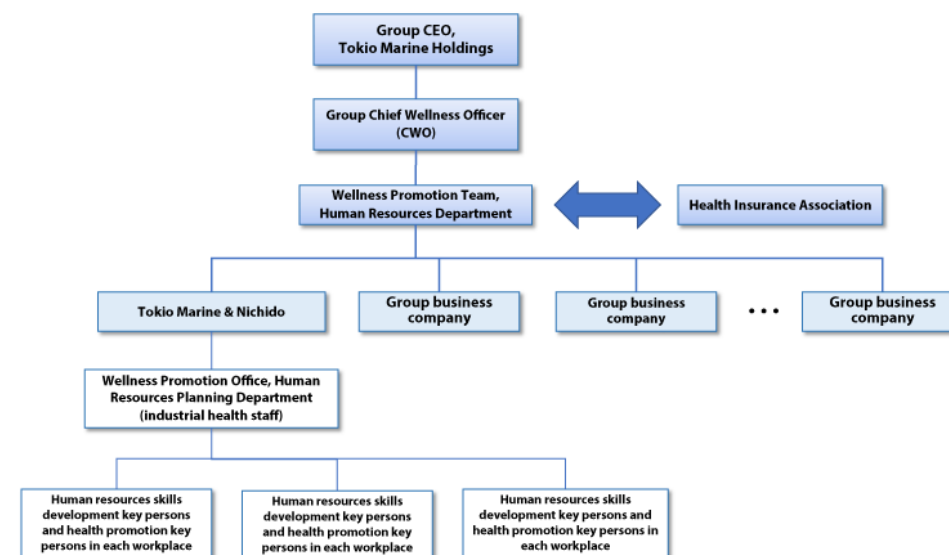 Group CEO,
Tokio Marine Holdings
Group Chief Wellness Officer
(CWO)
Wellness Promotion Team,
Human Resources Department
Health Insurance Association
Tokio Marine & Nichido
Group business
company
Group business
company
• • •
Group business
company
Wellness Promotion Office, Human
Resources Planning Department
(industrial health staff)
Human resources skills
development key persons
and health promotion key
persons in each workplace
Human resources skills
development key persons
and health promotion key
persons in each workplace
Human resources skills
development key persons and
health promotion key persons in
each workplace